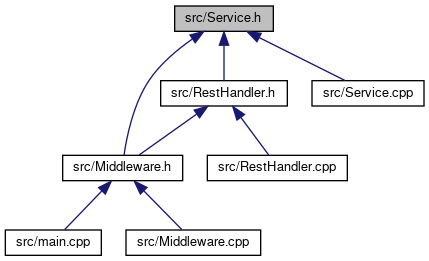 src/Service.h
src/RestHandler.h
src/Service.cpp
src/Middleware.h
src/RestHandler.cpp
src/main.cpp
src/Middleware.cpp